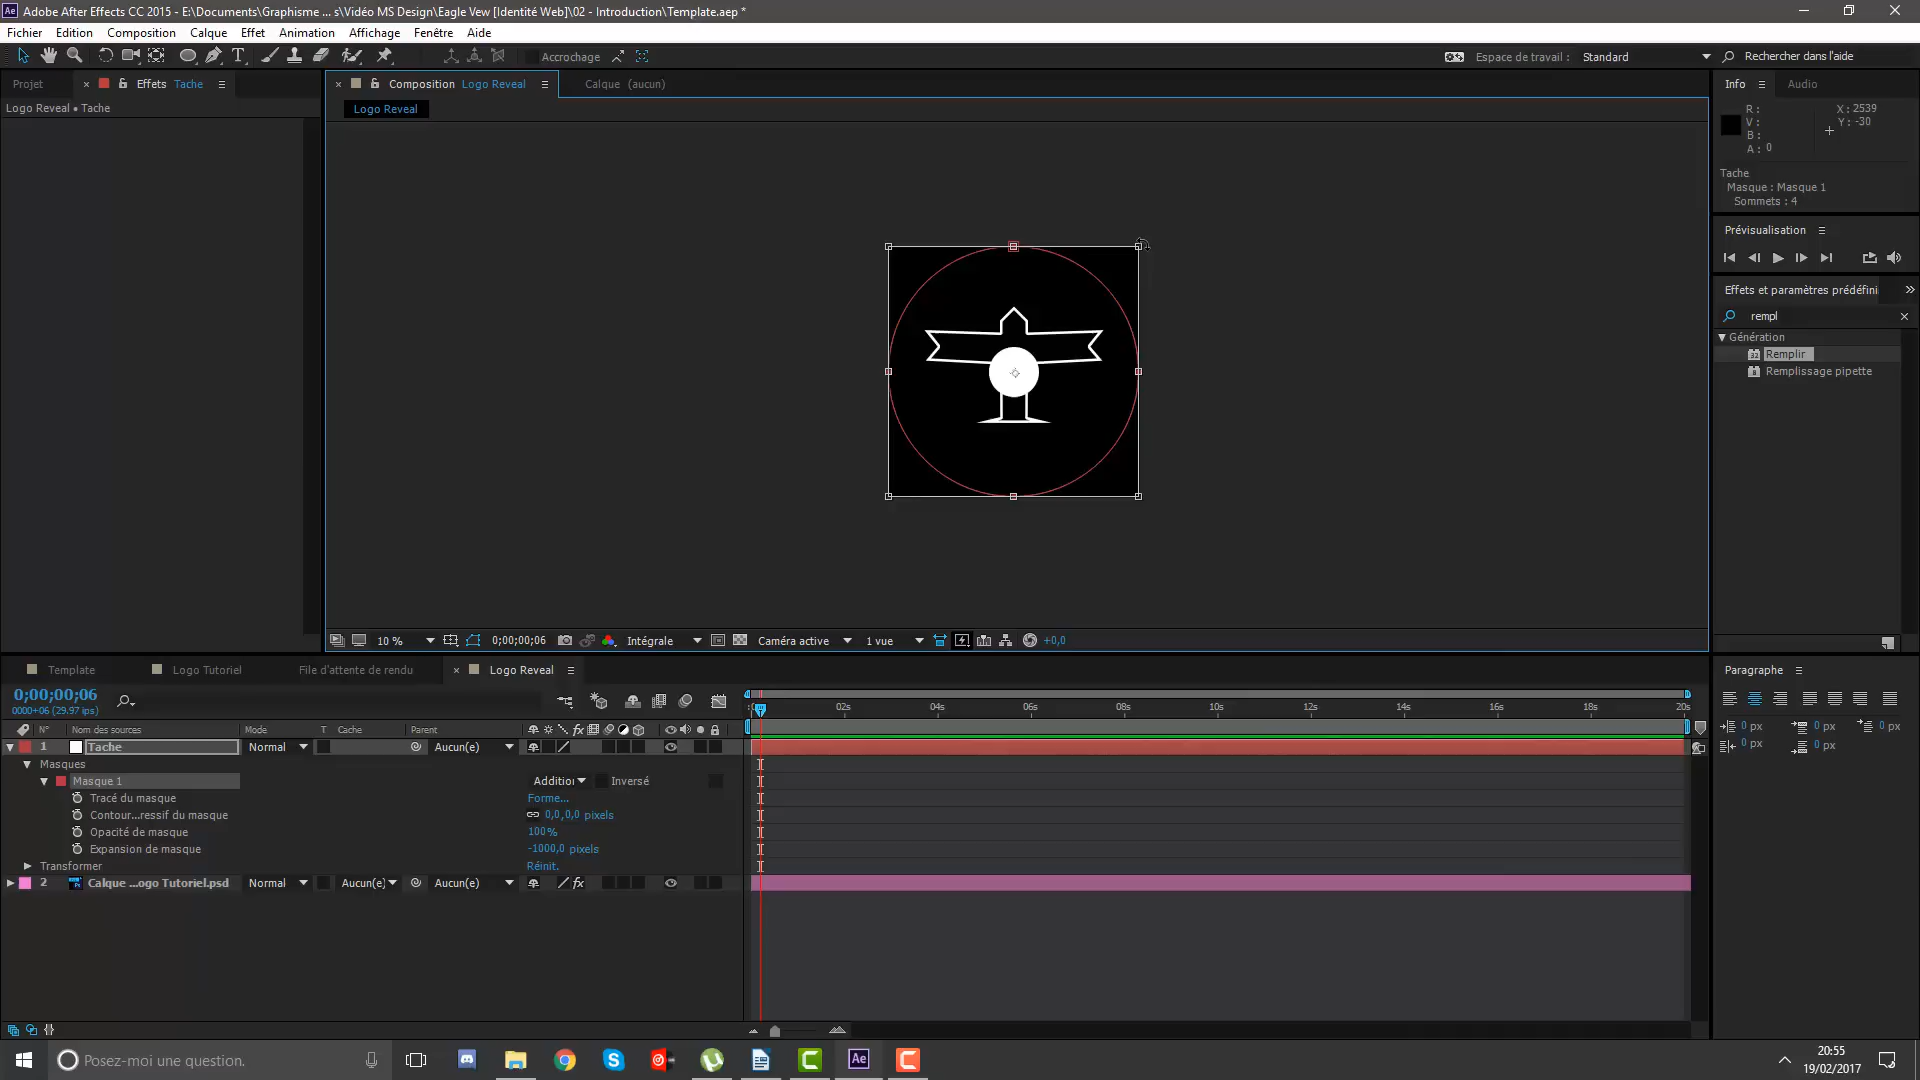 Adobe After Effects CC 2015 - E:\Documents\Graphisme ... s\Vidéo MS Design\Eagle Vew [Identité Web]\02 - Introduction\Template.aep *
Fichier Edition Composition Calque Effet Animation Affichage Fenêtre Aide
Accrochage
Espace de travail : Standard
Rechercher dans l'aide
Projet
Effets Tache
Logo Reveal • Tache
Composition Logo Reveal
Calque (aucun)
Logo Reveal
Info Audio
R :
V :
B :
A : 0
X : 2539
Y : -30
Tache
Masque : Masque 1
Sommets : 4
Prévisualisation
Effets et paramètres prédéfini
rempl
Génération
Remplir
Remplissage pipette
10 %
0;00;00;06
Intégrale
Caméra active
1 vue
+0,0
Template
Logo Tutoriel
File d'attente de rendu
Logo Reveal
0;00;00;06
0000+06 (29.97 ips)
N° Nom des sources Mode T Cache Parent
02s 04s 06s 08s 10s 12s 14s 16s 18s 20s
1 Tache Normal Aucun(e)
Masques
Masque 1 Addition Inversé
Tracé du masque Forme...
Contour...ressif du masque 0,0,0,0 pixels
Opacité de masque 100%
Expansion de masque -1000,0 pixels
Transformer Réinit.
2 Calque ...ogo Tutoriel.psd Normal Aucun(e) Aucun(e)
Paragraphe
0 px 0 px 0 px
0 px 0 px
Posez-moi une question.
20:55
19/02/2017